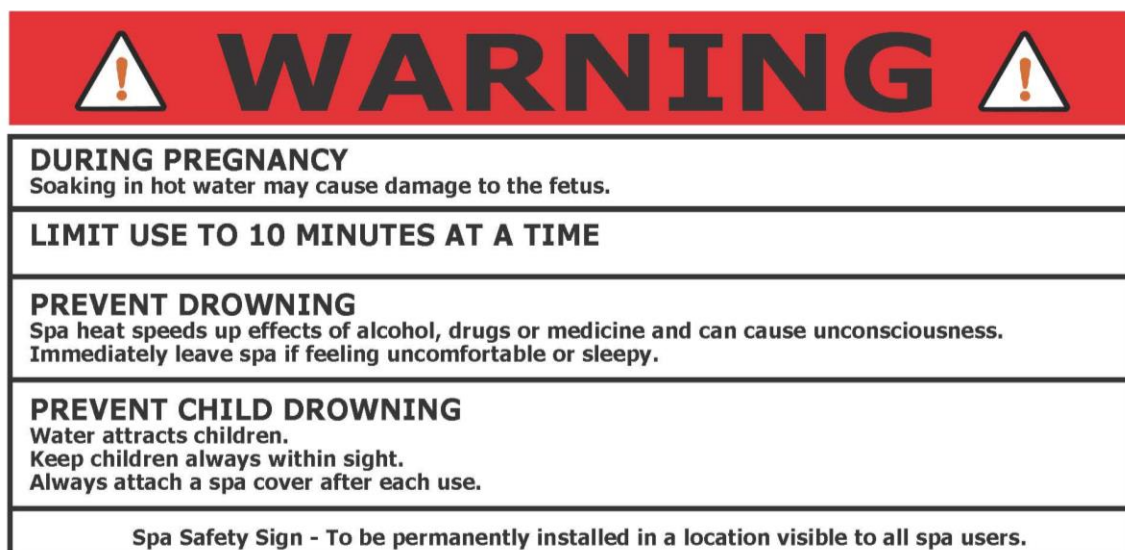 WARNING
DURING PREGNANCY
Soaking in hot water may cause damage to the fetus.
LIMIT USE TO 10 MINUTES AT A TIME
PREVENT DROWNING
Spa heat speeds up effects of alcohol, drugs or medicine and can cause unconsciousness.
Immediately leave spa if feeling uncomfortable or sleepy.
PREVENT CHILD DROWNING
Water attracts children.
Keep children always within sight.
Always attach a spa cover after each use.
Spa Safety Sign - To be permanently installed in a location visible to all spa users.